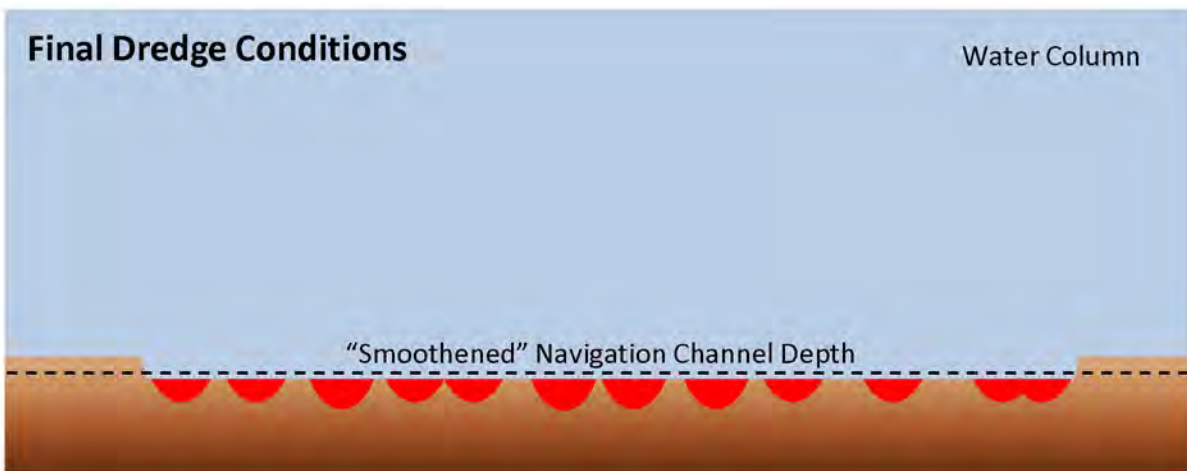 Final Dredge Conditions
Water Column
“Smoothened” Navigation Channel Depth